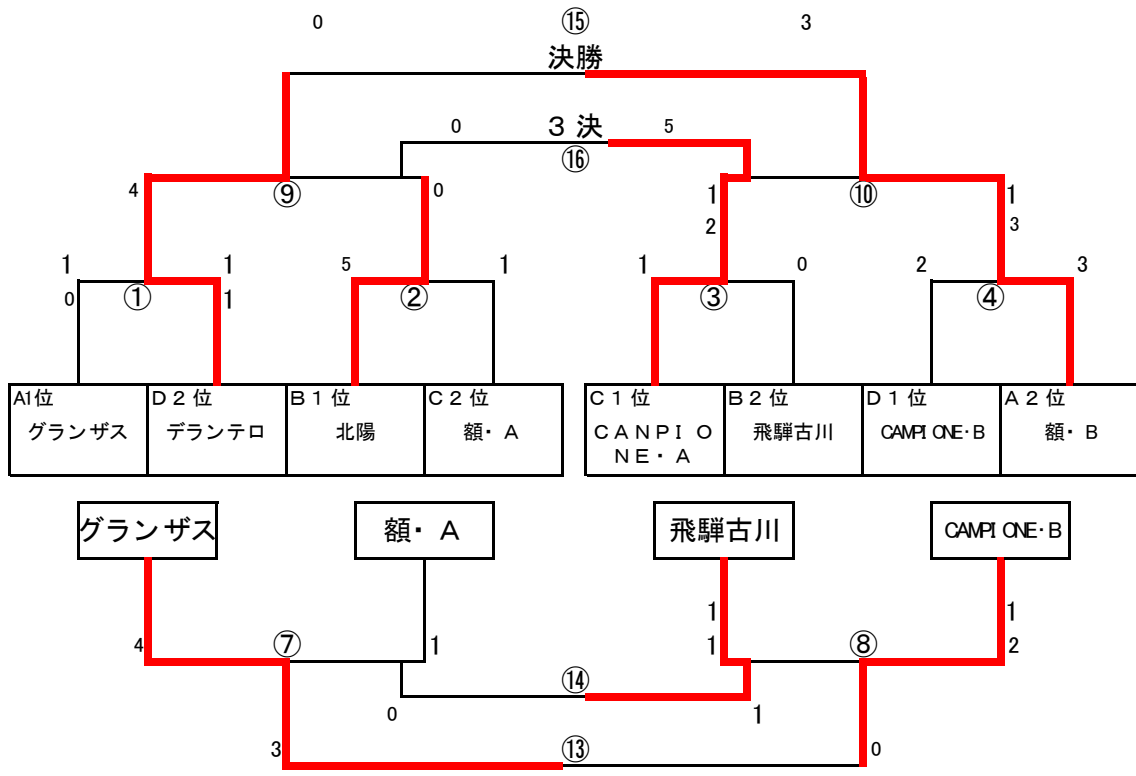 0 ⑮ 3
決勝
0 3決 5
⑯
4 ⑨ 0 1 ⑩ 1
2 3
1 1 5 1 1 0 2 3
0 ① 1 ② ③ ④
A1位 D2位 B1位 C2位 C1位 B2位 D1位 A2位
グランザス デランテロ 北陽 額・A CANPIO 飛騨古川 CAMPIONE・B 額・B
NE・A
グランザス 額・A 飛騨古川 CAMPIONE・B
1 1
4 ⑦ 1 1 ⑧ 2
⑭
0 1
3 ⑬ 0